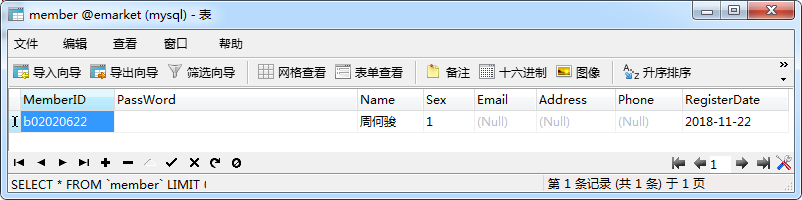 member @emarket (mysql) - 表
文件 编辑 查看 窗口 帮助
导入向导 导出向导 筛选向导 网格查看 表单查看 备注 十六进制 图像 升序排序
MemberID PassWord Name Sex Email Address Phone RegisterDate
b02020622 周何骏 1 (Null) (Null) (Null) 2018-11-22
1
SELECT * FROM `member` LIMIT 第 1 条记录 (共 1 条) 于 1 页